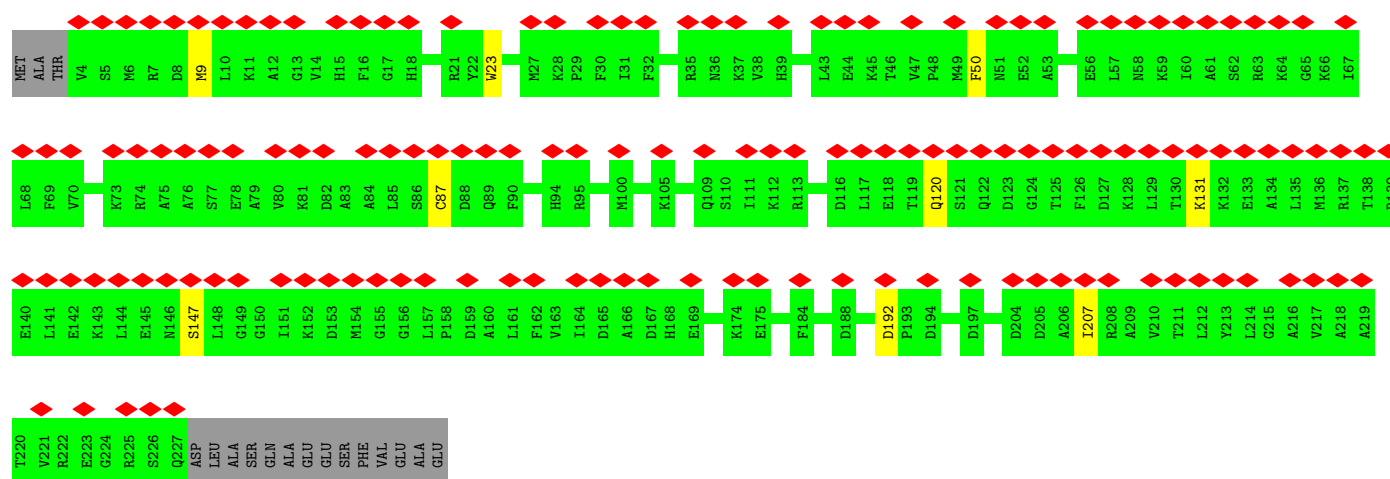 MET ALA THR V4 S5 M6 R7 D8 M9 L10 K11 A12 G13 V14 H15 F16 G17 H18 R21 Y22 W23 M27 K28 P29 F30 I31 F32 R35 N36 K37 V38 H39 L43 E44 K45 T46 V47 P48 M49 F50 N51 E52 A53 E56 L57 N58 K59 I60 A61 S62 R63 K64 G65 K66 I67
L68 F69 V70 K73 R74 A75 A76 S77 E78 A79 V80 K81 D82 A83 A84 L85 S86 C87 D88 Q89 F90 H94 R95 M100 K105 Q109 S110 I111 K112 R113 D116 L117 E118 T119 Q120 S121 Q122 D123 G124 T125 F126 D127 K128 L129 T130 K131 K132 E133 A134 L135 M136 R137 T138
E140 L141 E142 K143 L144 E145 N146 S147 L148 G149 G150 I151 K152 D153 M154 G155 G156 L157 P158 D159 A160 L161 F162 V163 I164 D165 A166 D167 H168 E169 K174 E175 F184 D188 D192 P193 D194 D197 D204 D205 A206 I207 R208 A209 V210 T211 L212 Y213 L214 G215 A216 V217 A218 A219
T220 V221 R222 E223 G224 R225 S226 Q227 ASP LEU ALA SER GLN ALA GLU GLU SER PHE VAL GLU ALA GLU